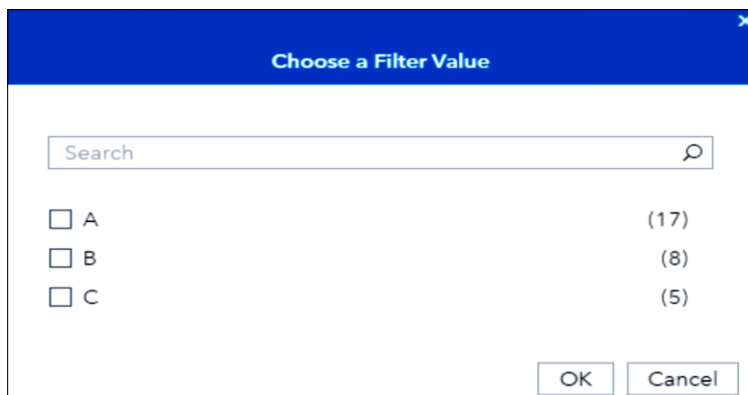 Choose a Filter Value
Search
A (17)
B (8)
C (5)
OK Cancel